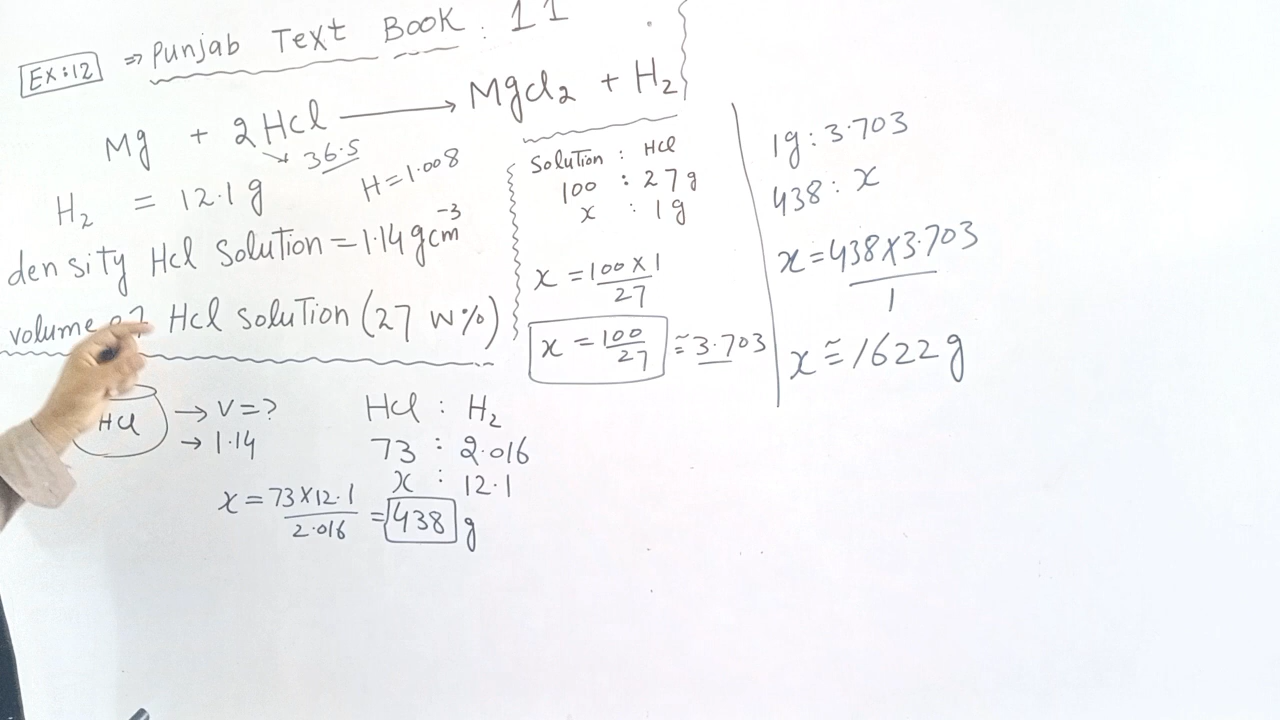 Ex:12 ⇒ Punjab Text Book : 11
Mg + 2Hcl ⟶ Mgcl2 + H2
36.5
H=1.008
H2 = 12.1 g
density Hcl Solution = 1.14 gcm^-3
volume Hcl solution (27 w%)
Hcl → V=?
→ 1.14
Hcl : H2
73 : 2.016
x : 12.1
x = 73×12.1/2.016 = 438 g
Solution : Hcl
100 : 27g
x : 1g
x = 100×1/27
x = 100/27 ≅ 3.703
1g : 3.703
438 : x
x = 438×3.703/1
x ≅ 1622g